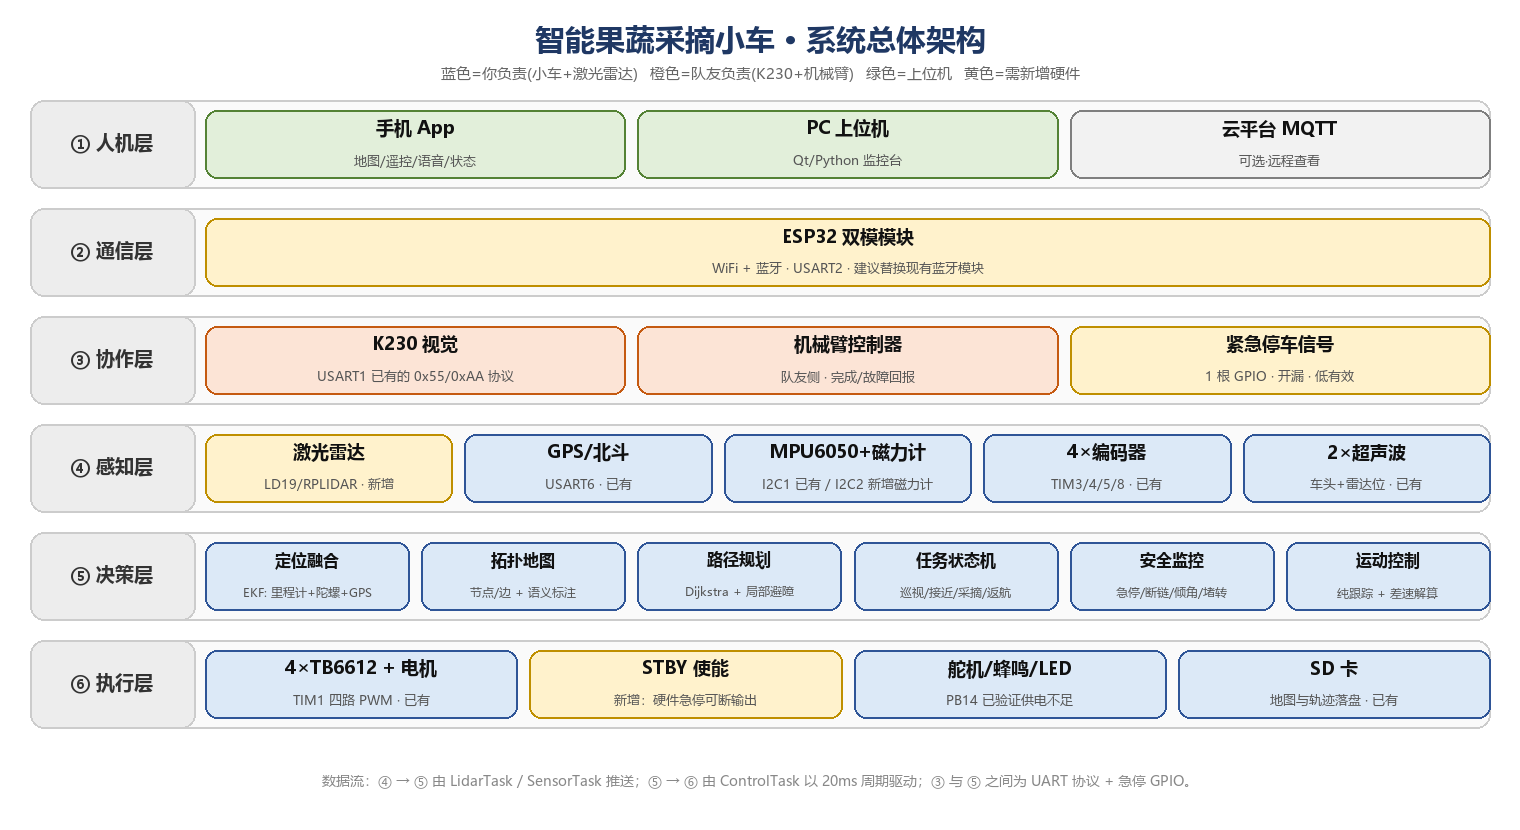 智能果蔬采摘小车 · 系统总体架构
蓝色=你负责(小车+激光雷达) 橙色=队友负责(K230+机械臂) 绿色=上位机 黄色=需新增硬件
① 人机层
手机 App
地图/遥控/语音/状态
PC 上位机
Qt/Python 监控台
云平台 MQTT
可选·远程查看
② 通信层
ESP32 双模模块
WiFi + 蓝牙 · USART2 · 建议替换现有蓝牙模块
③ 协作层
K230 视觉
USART1 已有的 0x55/0xAA 协议
机械臂控制器
队友侧 · 完成/故障回报
紧急停车信号
1 根 GPIO · 开漏 · 低有效
④ 感知层
激光雷达
LD19/RPLIDAR · 新增
GPS/北斗
USART6 · 已有
MPU6050+磁力计
I2C1 已有 / I2C2 新增磁力计
4×编码器
TIM3/4/5/8 · 已有
2×超声波
车头+雷达位 · 已有
⑤ 决策层
定位融合
EKF: 里程计+陀螺+GPS
拓扑地图
节点/边 + 语义标注
路径规划
Dijkstra + 局部避障
任务状态机
巡视/接近/采摘/返航
安全监控
急停/断链/倾角/堵转
运动控制
纯跟踪 + 差速解算
⑥ 执行层
4×TB6612 + 电机
TIM1 四路 PWM · 已有
STBY 使能
新增：硬件急停可断输出
舵机/蜂鸣/LED
PB14 已验证供电不足
SD 卡
地图与轨迹落盘 · 已有
数据流：④ → ⑤ 由 LidarTask / SensorTask 推送；⑤ → ⑥ 由 ControlTask 以 20ms 周期驱动；③ 与 ⑤ 之间为 UART 协议 + 急停 GPIO。